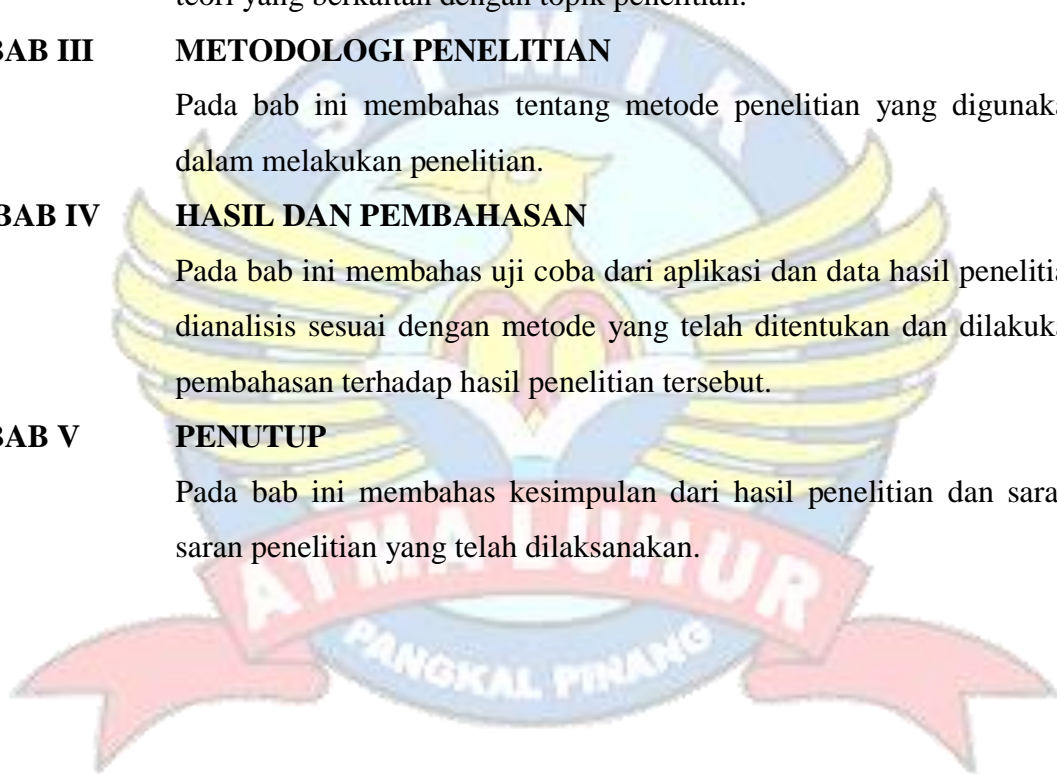 teori yang berkaitan dengan topik penelitian.
BAB III METODOLOGI PENELITIAN
Pada bab ini membahas tentang metode penelitian yang digunaka
dalam melakukan penelitian.
BAB IV HASIL DAN PEMBAHASAN
Pada bab ini membahas uji coba dari aplikasi dan data hasil peneliti
dianalisis sesuai dengan metode yang telah ditentukan dan dilakuka
pembahasan terhadap hasil penelitian tersebut.
BAB V PENUTUP
Pada bab ini membahas kesimpulan dari hasil penelitian dan sara
saran penelitian yang telah dilaksanakan.
STMIK
ATMA LUHUR
PANGKAL PINANG